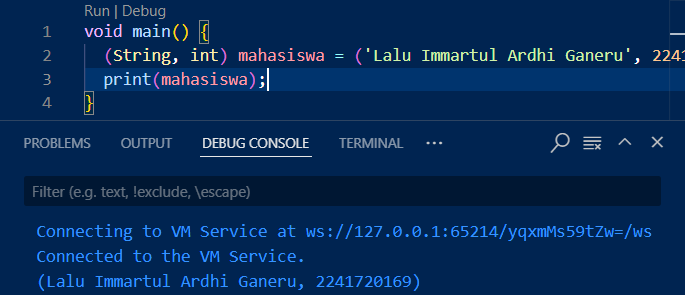 Run | Debug
1 void main() {
2 (String, int) mahasiswa = ('Lalu Immartul Ardhi Ganeru', 2241
3 print(mahasiswa);
4 }
PROBLEMS OUTPUT DEBUG CONSOLE TERMINAL ...
Filter (e.g. text, !exclude, \escape)
Connecting to VM Service at ws://127.0.0.1:65214/yqxmMs59tZw=/ws
Connected to the VM Service.
(Lalu Immartul Ardhi Ganeru, 2241720169)